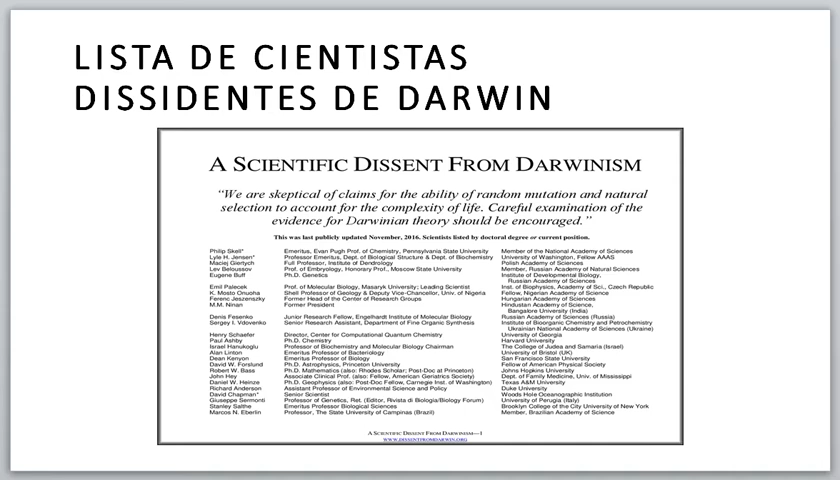 LISTA DE CIENTISTAS
DISSIDENTES DE DARWIN
A SCIENTIFIC DISSENT FROM DARWINISM
“We are skeptical of claims for the ability of random mutation and natural
selection to account for the complexity of life. Careful examination of the
evidence for Darwinian theory should be encouraged.”
This was last publicly updated November, 2016. Scientists listed by doctoral degree or current position.
Philip Skell* Emeritus, Evan Pugh Prof. of Chemistry, Pennsylvania State University Member of the National Academy of Sciences
Lyle H. Jensen* Professor Emeritus, Dept. of Biological Structure & Dept. of Biochemistry University of Washington, Fellow AAAS
Maciej Giertych Full Professor, Institute of Dendrology Polish Academy of Sciences
Lev Beloussov Prof. of Embryology, Honorary Prof., Moscow State University Member, Russian Academy of Natural Sciences
Eugene Buff Ph.D. Genetics Institute of Developmental Biology,
Russian Academy of Sciences
Emil Palecek Prof. of Molecular Biology, Masaryk University; Leading Scientist Inst. of Biophysics, Academy of Sci., Czech Republic
K. Mosto Onuoha Shell Professor of Geology & Deputy Vice-Chancellor, Univ. of Nigeria Fellow, Nigerian Academy of Science
Ferenc Jeszenszky Former Head of the Center of Research Groups Hungarian Academy of Sciences
M.M. Ninan Former President Hindustan Academy of Science,
Bangalore University (India)
Denis Fesenko Junior Research Fellow, Engelhardt Institute of Molecular Biology Russian Academy of Sciences (Russia)
Sergey I. Vdovenko Senior Research Assistant, Department of Fine Organic Synthesis Institute of Bioorganic Chemistry and Petrochemistry
Ukrainian National Academy of Sciences (Ukraine)
Henry Schaefer Director, Center for Computational Quantum Chemistry University of Georgia
Paul Ashby Ph.D. Chemistry Harvard University
Israel Hanukoglu Professor of Biochemistry and Molecular Biology Chairman The College of Judea and Samaria (Israel)
Alan Linton Emeritus Professor of Bacteriology University of Bristol (UK)
Dean Kenyon Emeritus Professor of Biology San Francisco State University
David W. Forslund Ph.D. Astrophysics, Princeton University Fellow of American Physical Society
Robert W. Bass Ph.D. Mathematics (also: Rhodes Scholar; Post-Doc at Princeton) Johns Hopkins University
John Hey Associate Clinical Prof. (also: Fellow, American Geriatrics Society) Dept. of Family Medicine, Univ. of Mississippi
Daniel W. Heinze Ph.D. Geophysics (also: Post-Doc Fellow, Carnegie Inst. of Washington) Texas A&M University
Richard Anderson Assistant Professor of Environmental Science and Policy Duke University
David Chapman* Senior Scientist Woods Hole Oceanographic Institution
Giuseppe Sermonti Professor of Genetics, Ret. (Editor, Rivista di Biologia/Biology Forum) University of Perugia (Italy)
Stanley Salthe Emeritus Professor Biological Sciences Brooklyn College of the City University of New York
Marcos N. Eberlin Professor, The State University of Campinas (Brazil) Member, Brazilian Academy of Science
A SCIENTIFIC DISSENT FROM DARWINISM—1
WWW.DISSENTFROMDARWIN.ORG